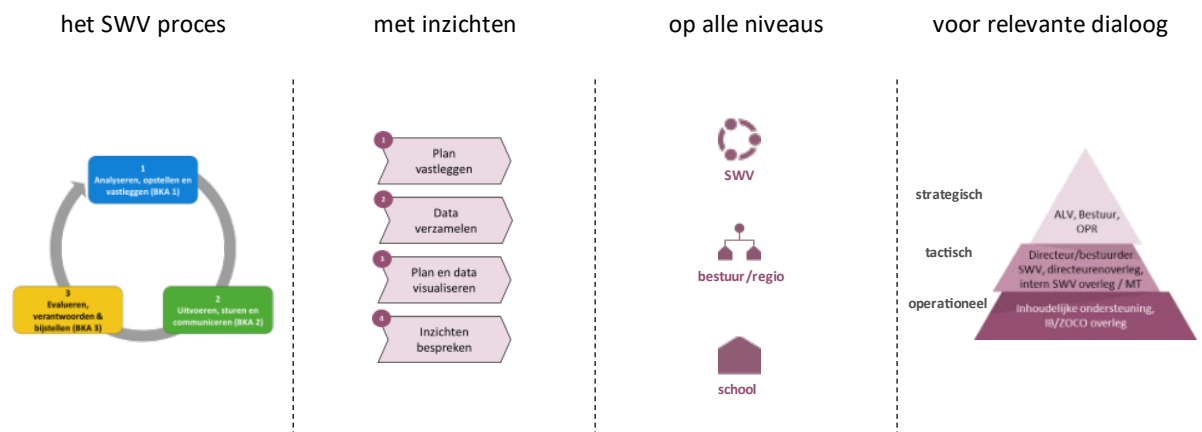 het SWV proces
met inzichten
op alle niveaus
voor relevante dialoog
1
Analyseren, opstellen en
vastleggen (BKA 1)
3
Evalueren,
verantwoorden &
bijstellen (BKA 3)
2
Uitvoeren, sturen en
communiceren (BKA 2)
1
Plan
vastleggen
2
Data
verzamelen
3
Plan en data
visualiseren
4
Inzichten
bespreken
SWV
bestuur/regio
school
strategisch
ALV, Bestuur,
OPR
tactisch
Directeur/bestuurder
SWV, directeurenoverleg,
intern SWV overleg / MT
operationeel
Inhoudelijke ondersteuning,
IB/ZOCO overleg